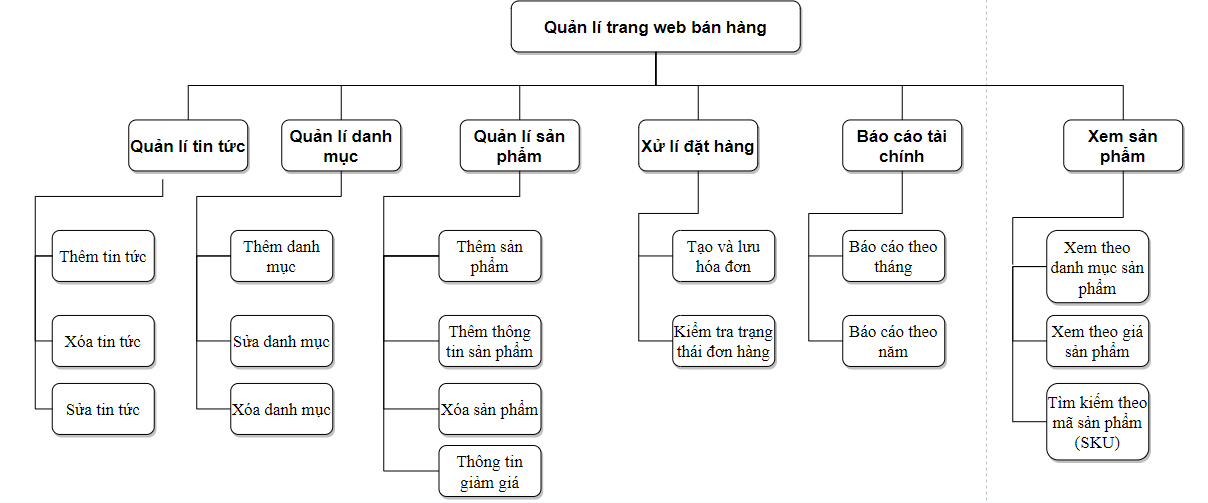 Quản lí trang web bán hàng
Quản lí tin tức
Quản lí danh
mục
Quản lí sản
phẩm
Xử lí đặt hàng
Báo cáo tài
chính
Xem sản
phẩm
Thêm tin tức
Xóa tin tức
Sửa tin tức
Thêm danh
mục
Sửa danh mục
Xóa danh mục
Thêm sản
phẩm
Thêm thông
tin sản phẩm
Xóa sản phẩm
Thông tin
giảm giá
Tạo và lưu
hóa đơn
Kiểm tra trạng
thái đơn hàng
Báo cáo theo
tháng
Báo cáo theo
năm
Xem theo
danh mục sản
phẩm
Xem theo giá
sản phẩm
Tìm kiếm theo
mã sản phẩm
(SKU)